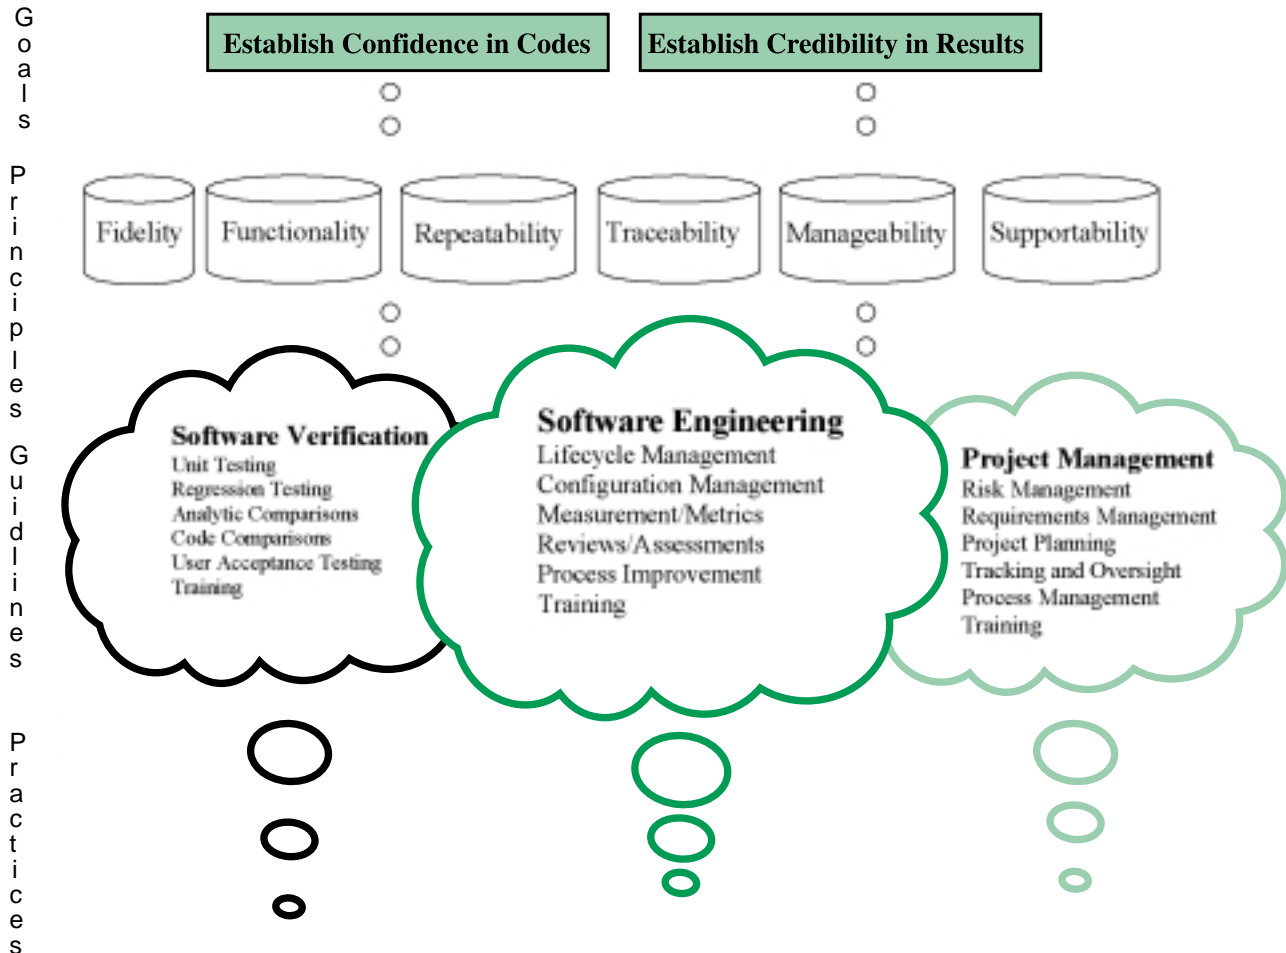 Goals
Establish Confidence in Codes
Establish Credibility in Results
Principles
Fidelity
Functionality
Repeatability
Traceability
Manageability
Supportability
Guidlines
Software Verification
Unit Testing
Regression Testing
Analytic Comparisons
Code Comparisons
User Acceptance Testing
Training
Software Engineering
Lifecycle Management
Configuration Management
Measurement/Metrics
Reviews/Assessments
Process Improvement
Training
Project Management
Risk Management
Requirements Management
Project Planning
Tracking and Oversight
Process Management
Training
Practices